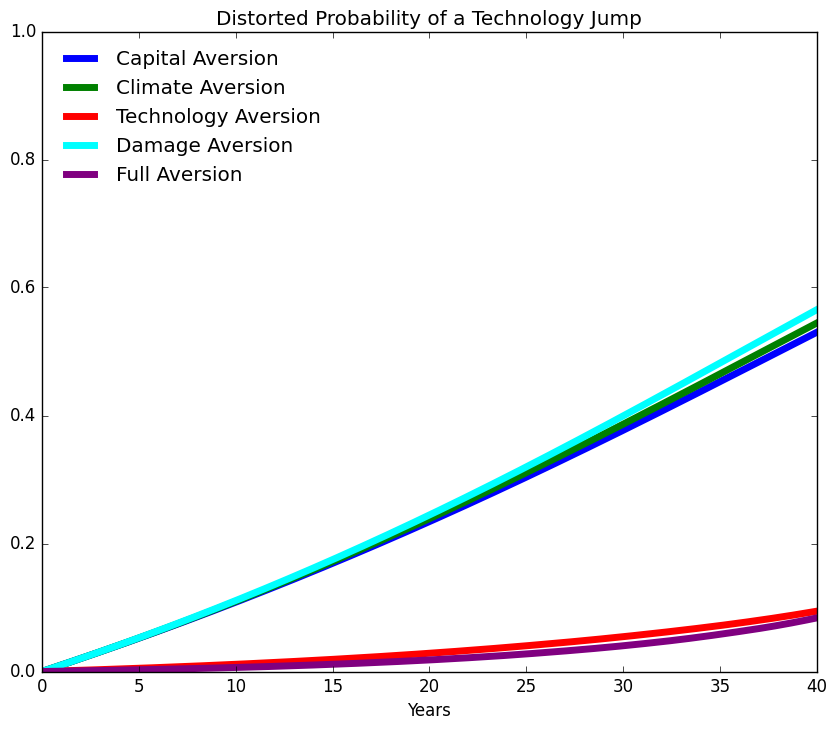 Distorted Probability of a Technology Jump
1.0
Capital Aversion
Climate Aversion
Technology Aversion
Damage Aversion
Full Aversion
0.8
0.6
0.4
0.2
0.0
0 5 10 15 20 25 30 35 40
Years